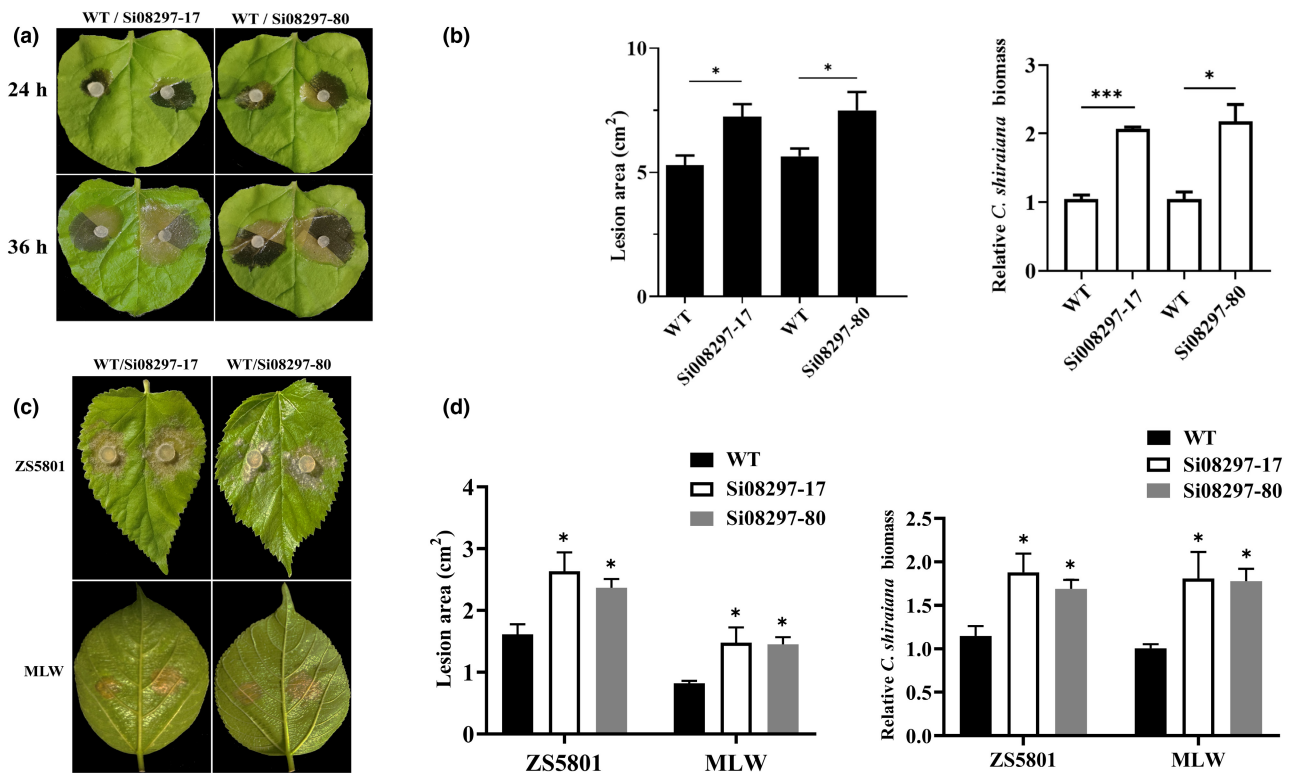 (a)
WT / Si08297-17
WT / Si08297-80
24 h
36 h
(b)
10
5
0
Lesion area (cm2)
*
*
WT
Si008297-17
WT
Si08297-80
3
2
1
0
Relative C. shiraiana biomass
***
*
WT
Si008297-17
WT
Si08297-80
(c)
WT/Si08297-17
WT/Si08297-80
ZS5801
MLW
(d)
WT
Si08297-17
Si08297-80
4
3
2
1
0
Lesion area (cm2)
*
*
*
*
ZS5801
MLW
WT
Si08297-17
Si08297-80
2.5
2.0
1.5
1.0
0.5
0.0
Relative C. shiraiana biomass
*
*
*
*
ZS5801
MLW